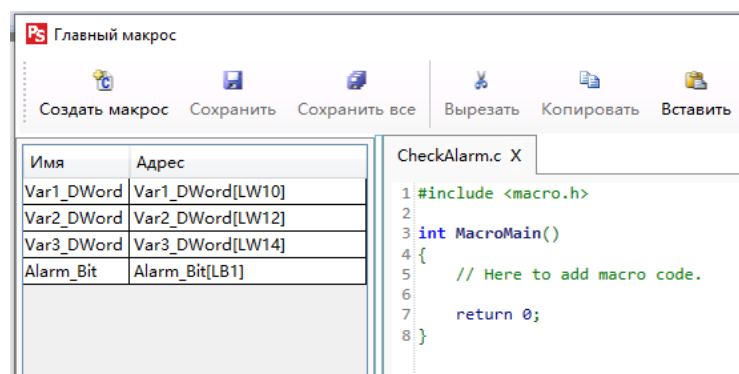 PS Главный макрос
Создать макрос Сохранить Сохранить все Вырезать Копировать Вставить
Имя Адрес
Var1_DWord Var1_DWord[LW10]
Var2_DWord Var2_DWord[LW12]
Var3_DWord Var3_DWord[LW14]
Alarm_Bit Alarm_Bit[LB1]
CheckAlarm.c X
1 #include <macro.h>
2
3 int MacroMain()
4 {
5 // Here to add macro code.
6
7 return 0;
8 }